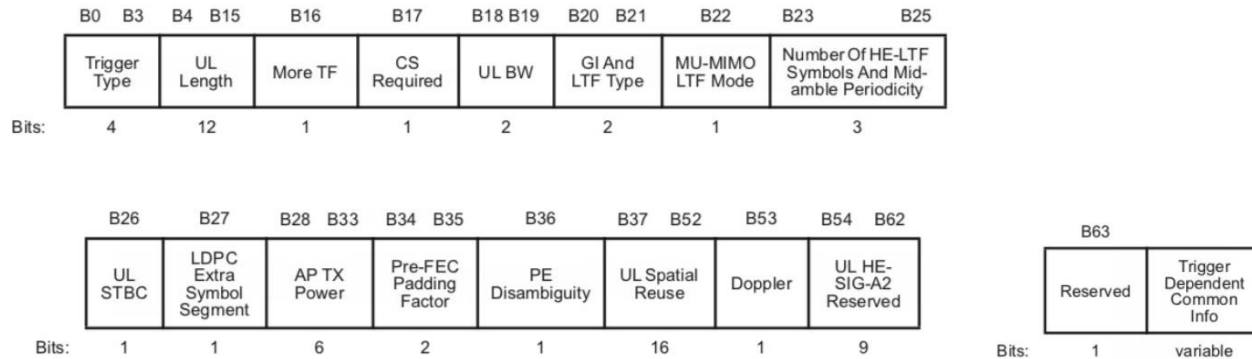 B0 B3 B4 B15 B16 B17 B18 B19 B20 B21 B22 B23 B25
Trigger Type
UL Length
More TF
CS Required
UL BW
GI And LTF Type
MU-MIMO LTF Mode
Number Of HE-LTF Symbols And Mid-amble Periodicity
Bits: 4 12 1 1 2 2 1 3
B26 B27 B28 B33 B34 B35 B36 B37 B52 B53 B54 B62
UL STBC
LDPC Extra Symbol Segment
AP TX Power
Pre-FEC Padding Factor
PE Disambiguity
UL Spatial Reuse
Doppler
UL HE-SIG-A2 Reserved
Bits: 1 1 6 2 1 16 1 9
B63
Reserved
Trigger Dependent Common Info
Bits: 1 variable